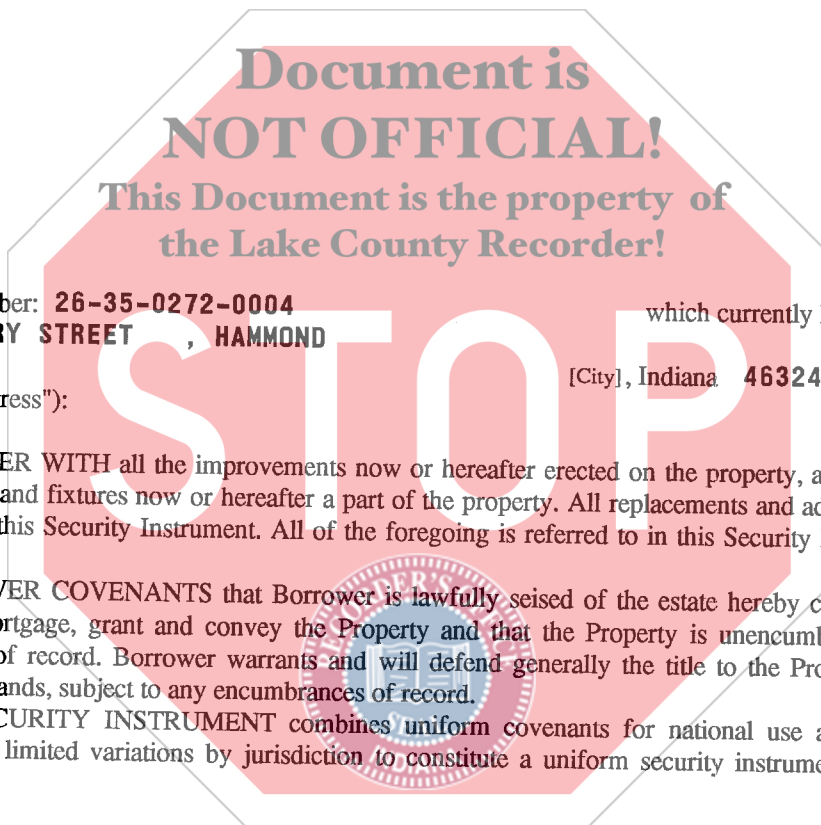 Document is
NOT OFFICIAL!
This Document is the property of
the Lake County Recorder!
ber: 26-35-0272-0004 which currently
RY STREET , HAMMOND
[City], Indiana 46324
ress"):
STOP
ER WITH all the improvements now or hereafter erected on the property, a
and fixtures now or hereafter a part of the property. All replacements and ad
this Security Instrument. All of the foregoing is referred to in this Security
VER COVENANTS that Borrower is lawfully seised of the estate hereby c
ortgage, grant and convey the Property and that the Property is unencumb
of record. Borrower warrants and will defend generally the title to the Pro
ands, subject to any encumbrances of record.
CURITY INSTRUMENT combines uniform covenants for national use a
limited variations by jurisdiction to constitute a uniform security instrume
RECORDER'S OFFICE
SEAL
INDIANA